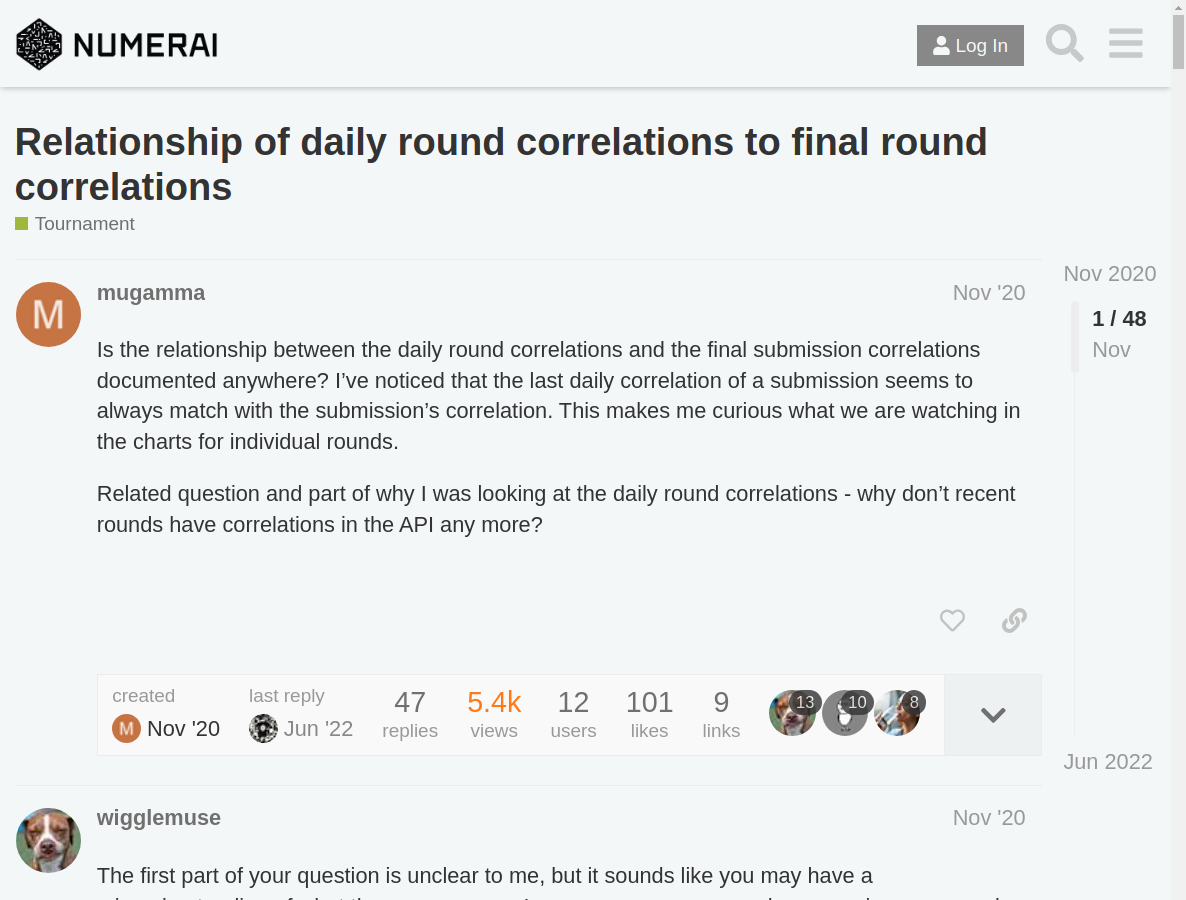 NUMERAI
Log In
Relationship of daily round correlations to final round
correlations
Tournament
Nov 2020
1 / 48
Nov
mugamma
Nov '20
Is the relationship between the daily round correlations and the final submission correlations
documented anywhere? I’ve noticed that the last daily correlation of a submission seems to
always match with the submission’s correlation. This makes me curious what we are watching in
the charts for individual rounds.
Related question and part of why I was looking at the daily round correlations - why don’t recent
rounds have correlations in the API any more?
created
M Nov '20
last reply
Jun '22
47
replies
5.4k
views
12
users
101
likes
9
links
13
10
8
Jun 2022
wigglemuse
Nov '20
The first part of your question is unclear to me, but it sounds like you may have a